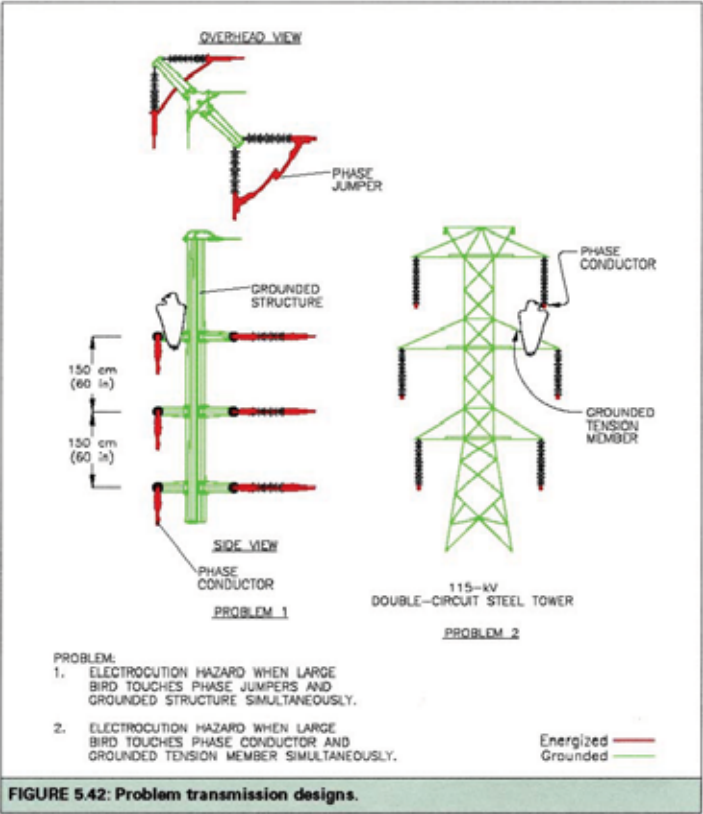 OVERHEAD VIEW
PHASE
JUMPER
GROUNDED
STRUCTURE
150 cm
(60 in)
150 cm
(60 in)
SIDE VIEW
PHASE
CONDUCTOR
PROBLEM 1
PHASE
CONDUCTOR
GROUNDED
TENSION
MEMBER
115-kV
DOUBLE-CIRCUIT STEEL TOWER
PROBLEM 2
PROBLEM:
1. ELECTROCUTION HAZARD WHEN LARGE
BIRD TOUCHES PHASE JUMPERS AND
GROUNDED STRUCTURE SIMULTANEOUSLY.
2. ELECTROCUTION HAZARD WHEN LARGE
BIRD TOUCHES PHASE CONDUCTOR AND
GROUNDED TENSION MEMBER SIMULTANEOUSLY.
Energized
Grounded
FIGURE 5.42: Problem transmission designs.